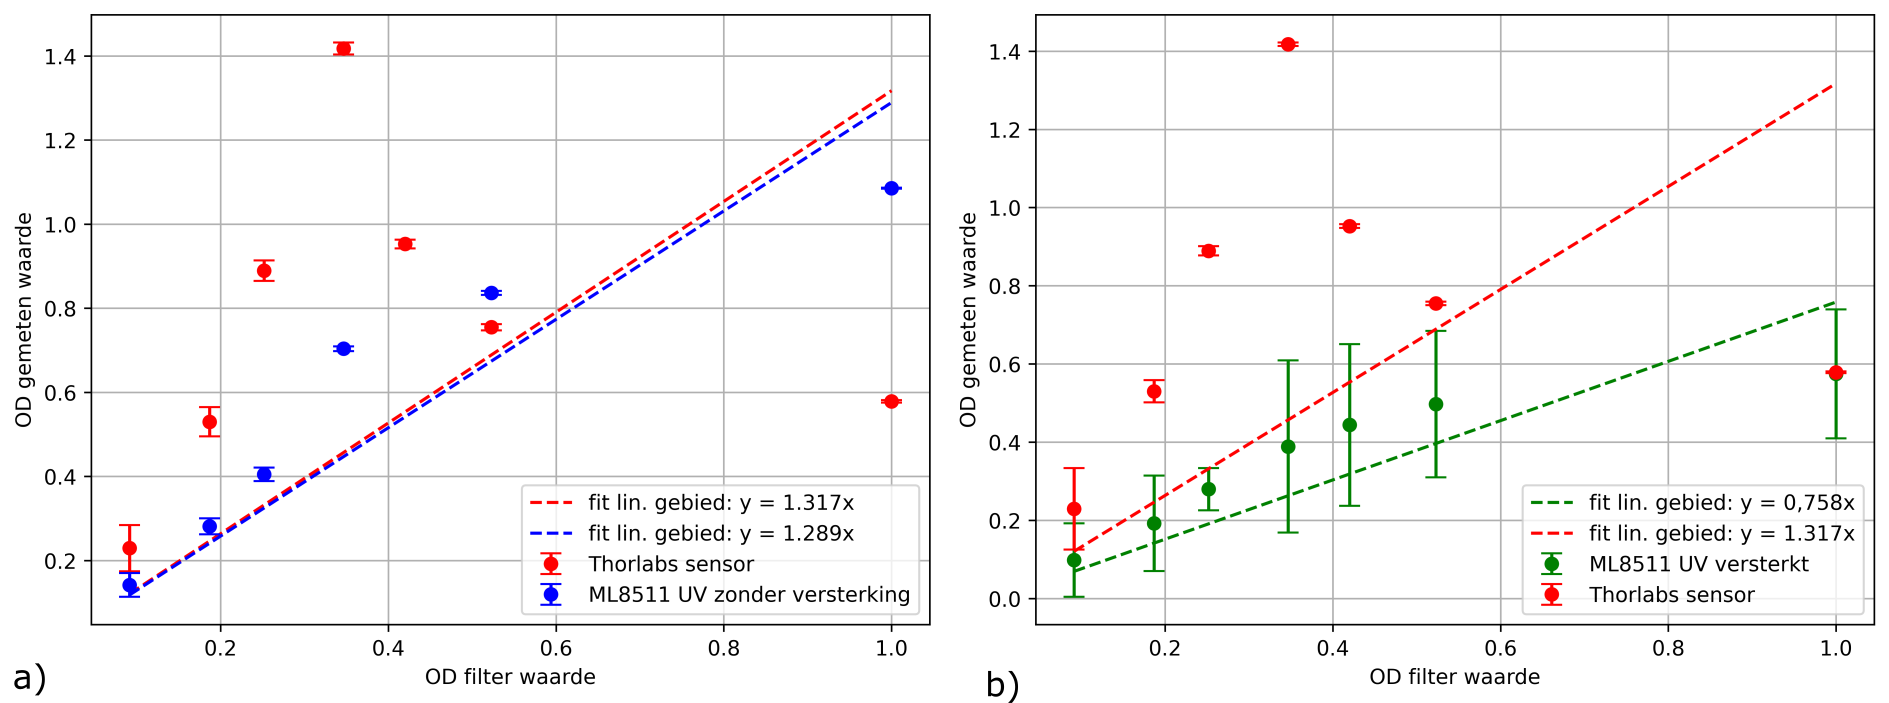 1.4
1.2
1.0
0.8
0.6
0.4
0.2
OD gemeten waarde
0.2
0.4
0.6
0.8
1.0
OD filter waarde
fit lin. gebied: y = 1.317x
fit lin. gebied: y = 1.289x
Thorlabs sensor
ML8511 UV zonder versterking
a)
1.4
1.2
1.0
0.8
0.6
0.4
0.2
0.0
OD gemeten waarde
0.2
0.4
0.6
0.8
1.0
OD filter waarde
fit lin. gebied: y = 0,758x
fit lin. gebied: y = 1.317x
ML8511 UV versterkt
Thorlabs sensor
b)